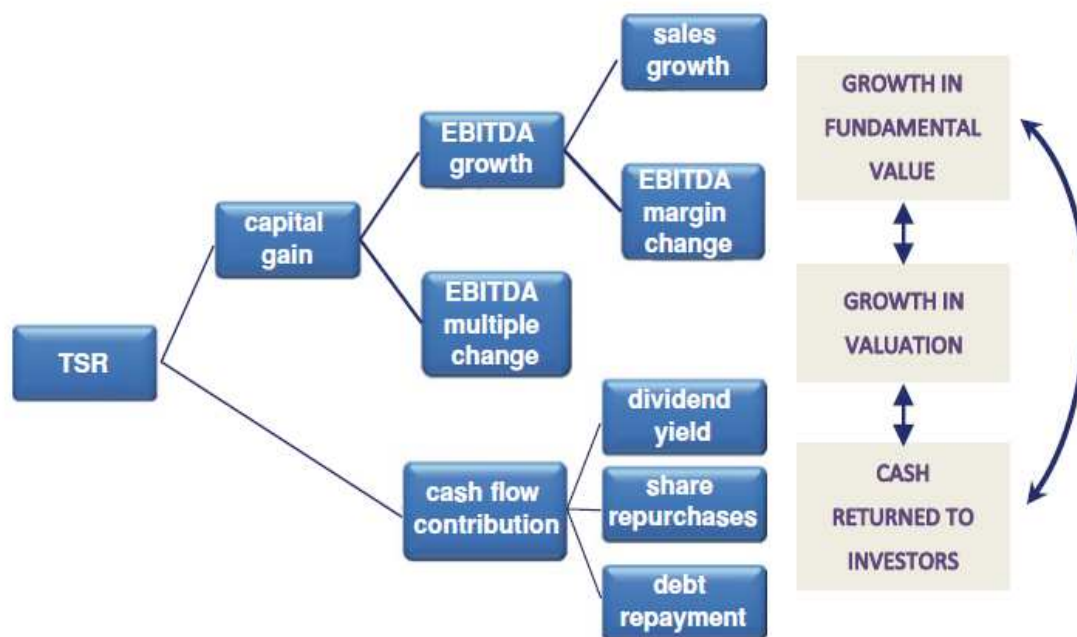 TSR
capital
gain
cash flow
contribution
EBITDA
growth
EBITDA
multiple
change
sales
growth
EBITDA
margin
change
dividend
yield
share
repurchases
debt
repayment
GROWTH IN
FUNDAMENTAL
VALUE
GROWTH IN
VALUATION
CASH
RETURNED TO
INVESTORS